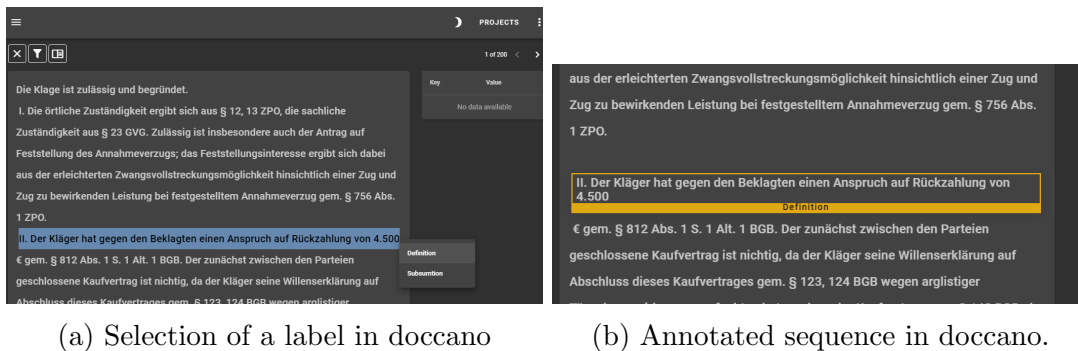 PROJECTS
1 of 200
Key Value
No data available
Die Klage ist zulässig und begründet.
I. Die örtliche Zuständigkeit ergibt sich aus § 12, 13 ZPO, die sachliche
Zuständigkeit aus § 23 GVG. Zulässig ist insbesondere auch der Antrag auf
Feststellung des Annahmeverzugs; das Feststellungsinteresse ergibt sich dabei
aus der erleichterten Zwangsvollstreckungsmöglichkeit hinsichtlich einer Zug und
Zug zu bewirkenden Leistung bei festgestelltem Annahmeverzug gem. § 756 Abs.
1 ZPO.
II. Der Kläger hat gegen den Beklagten einen Anspruch auf Rückzahlung von 4.500
€ gem. § 812 Abs. 1 S. 1 Alt. 1 BGB. Der zunächst zwischen den Parteien
geschlossene Kaufvertrag ist nichtig, da der Kläger seine Willenserklärung auf
Abschluss dieses Kaufvertrages gem. § 123, 124 BGB wegen arglistiger
Definition
Subsumtion
(a) Selection of a label in doccano
aus der erleichterten Zwangsvollstreckungsmöglichkeit hinsichtlich einer Zug und
Zug zu bewirkenden Leistung bei festgestelltem Annahmeverzug gem. § 756 Abs.
1 ZPO.
II. Der Kläger hat gegen den Beklagten einen Anspruch auf Rückzahlung von
4.500
Definition
€ gem. § 812 Abs. 1 S. 1 Alt. 1 BGB. Der zunächst zwischen den Parteien
geschlossene Kaufvertrag ist nichtig, da der Kläger seine Willenserklärung auf
Abschluss dieses Kaufvertrages gem. § 123, 124 BGB wegen arglistiger
(b) Annotated sequence in doccano.